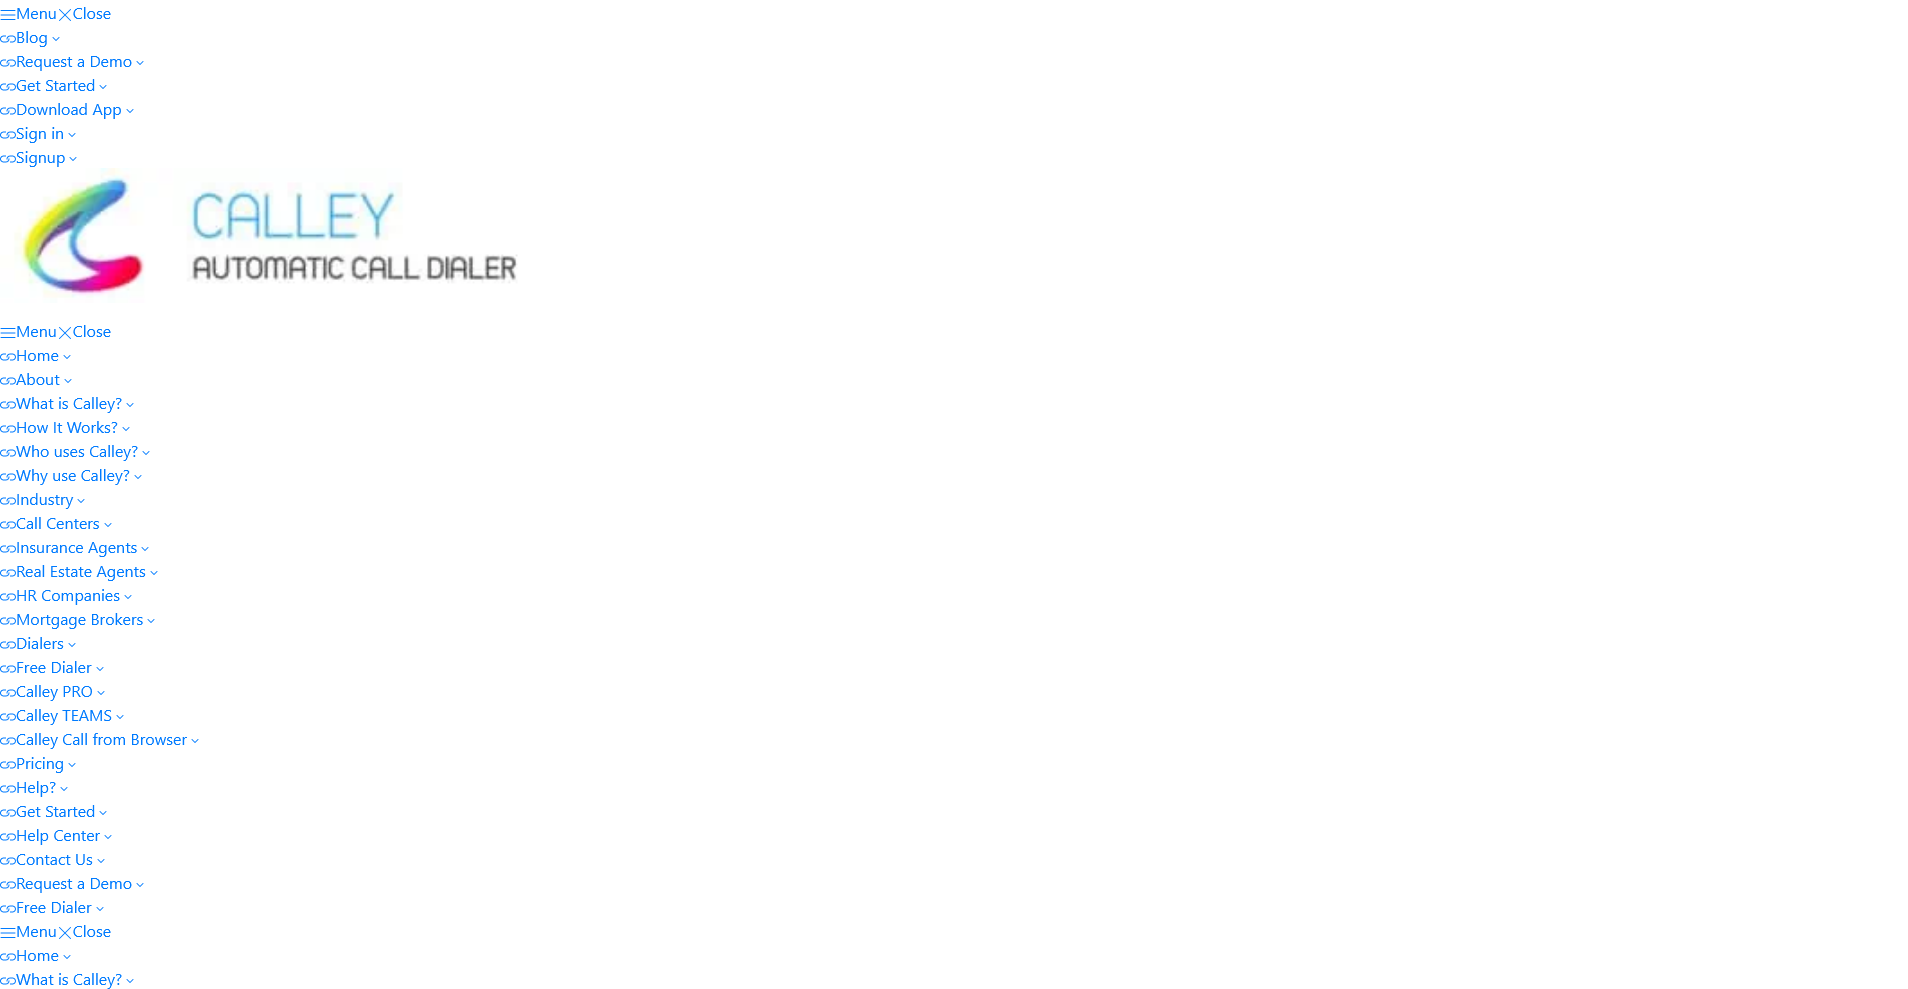 Menu Close
Blog
Request a Demo
Get Started
Download App
Sign in
Signup
CALLEY
AUTOMATIC CALL DIALER
Menu Close
Home
About
What is Calley?
How It Works?
Who uses Calley?
Why use Calley?
Industry
Call Centers
Insurance Agents
Real Estate Agents
HR Companies
Mortgage Brokers
Dialers
Free Dialer
Calley PRO
Calley TEAMS
Calley Call from Browser
Pricing
Help?
Get Started
Help Center
Contact Us
Request a Demo
Free Dialer
Menu Close
Home
What is Calley?